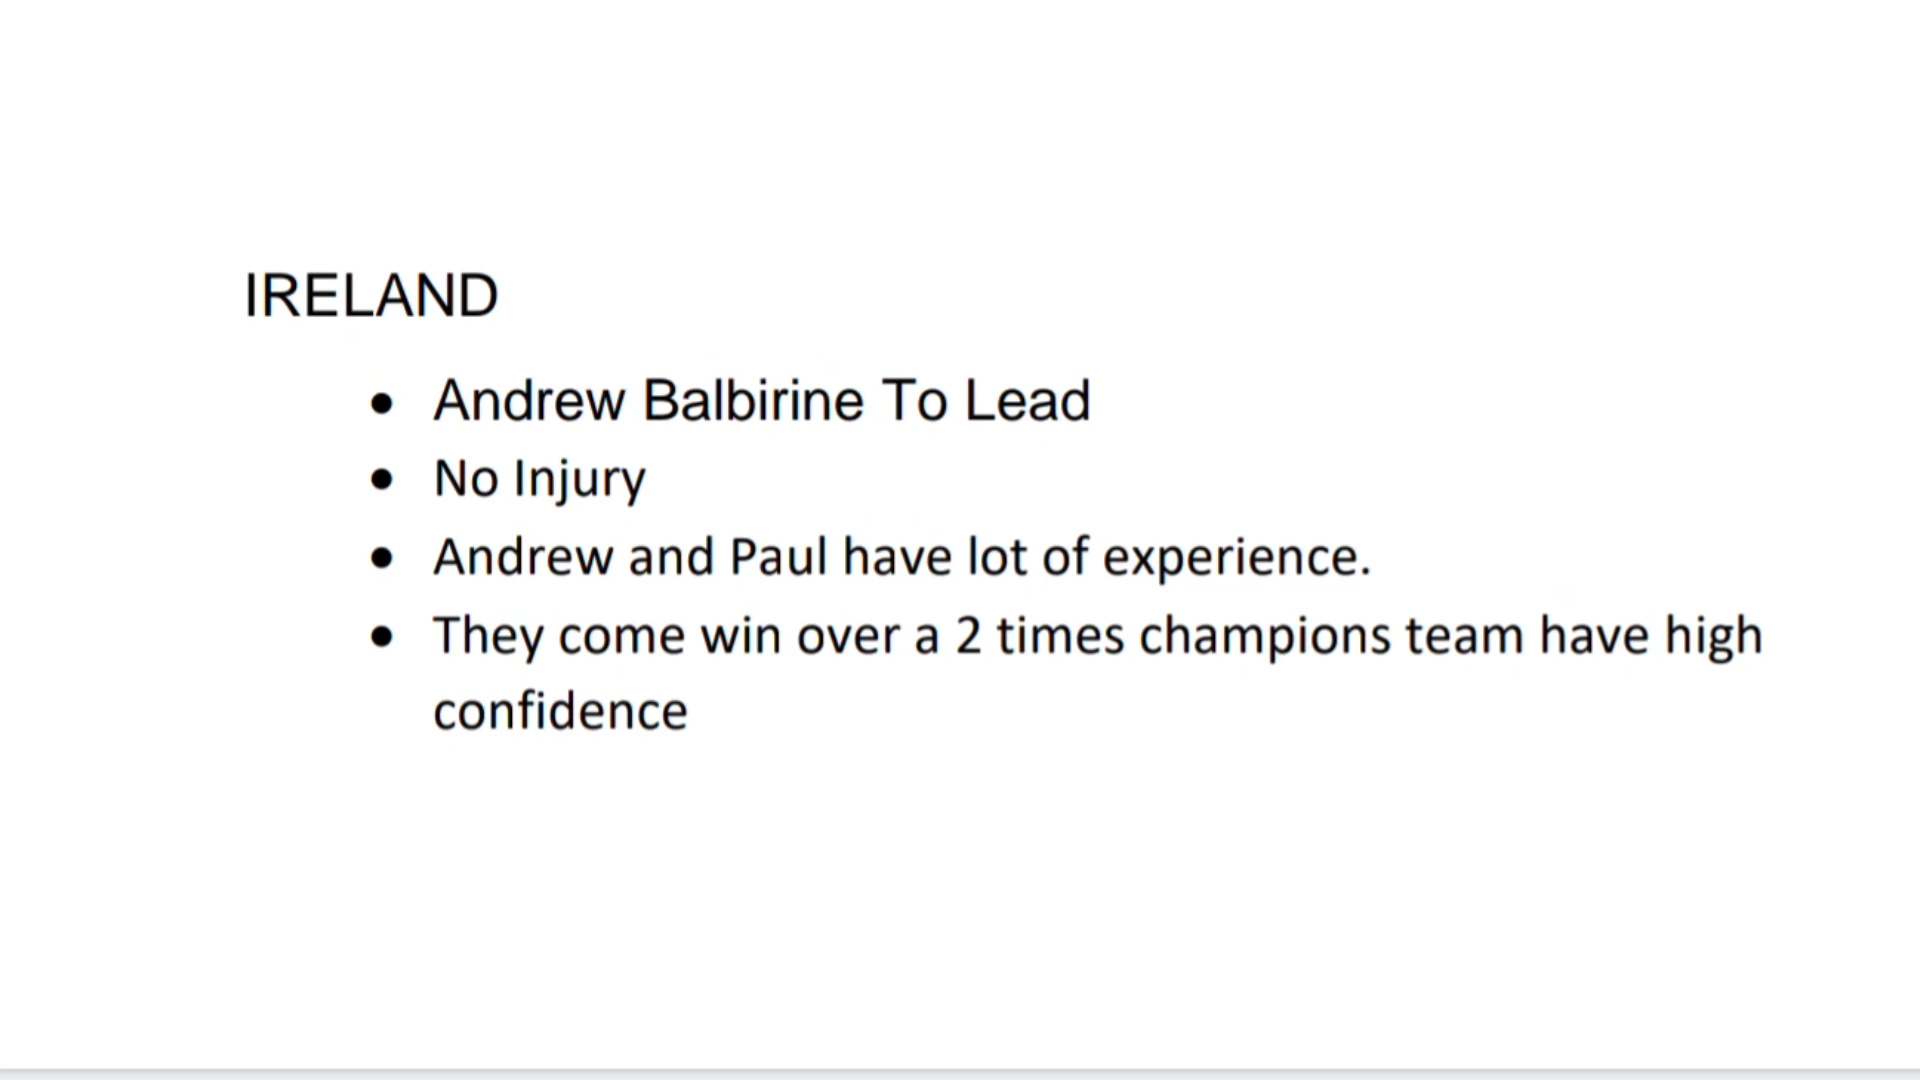 IRELAND
• Andrew Balbirine To Lead
• No Injury
• Andrew and Paul have lot of experience.
• They come win over a 2 times champions team have high
confidence